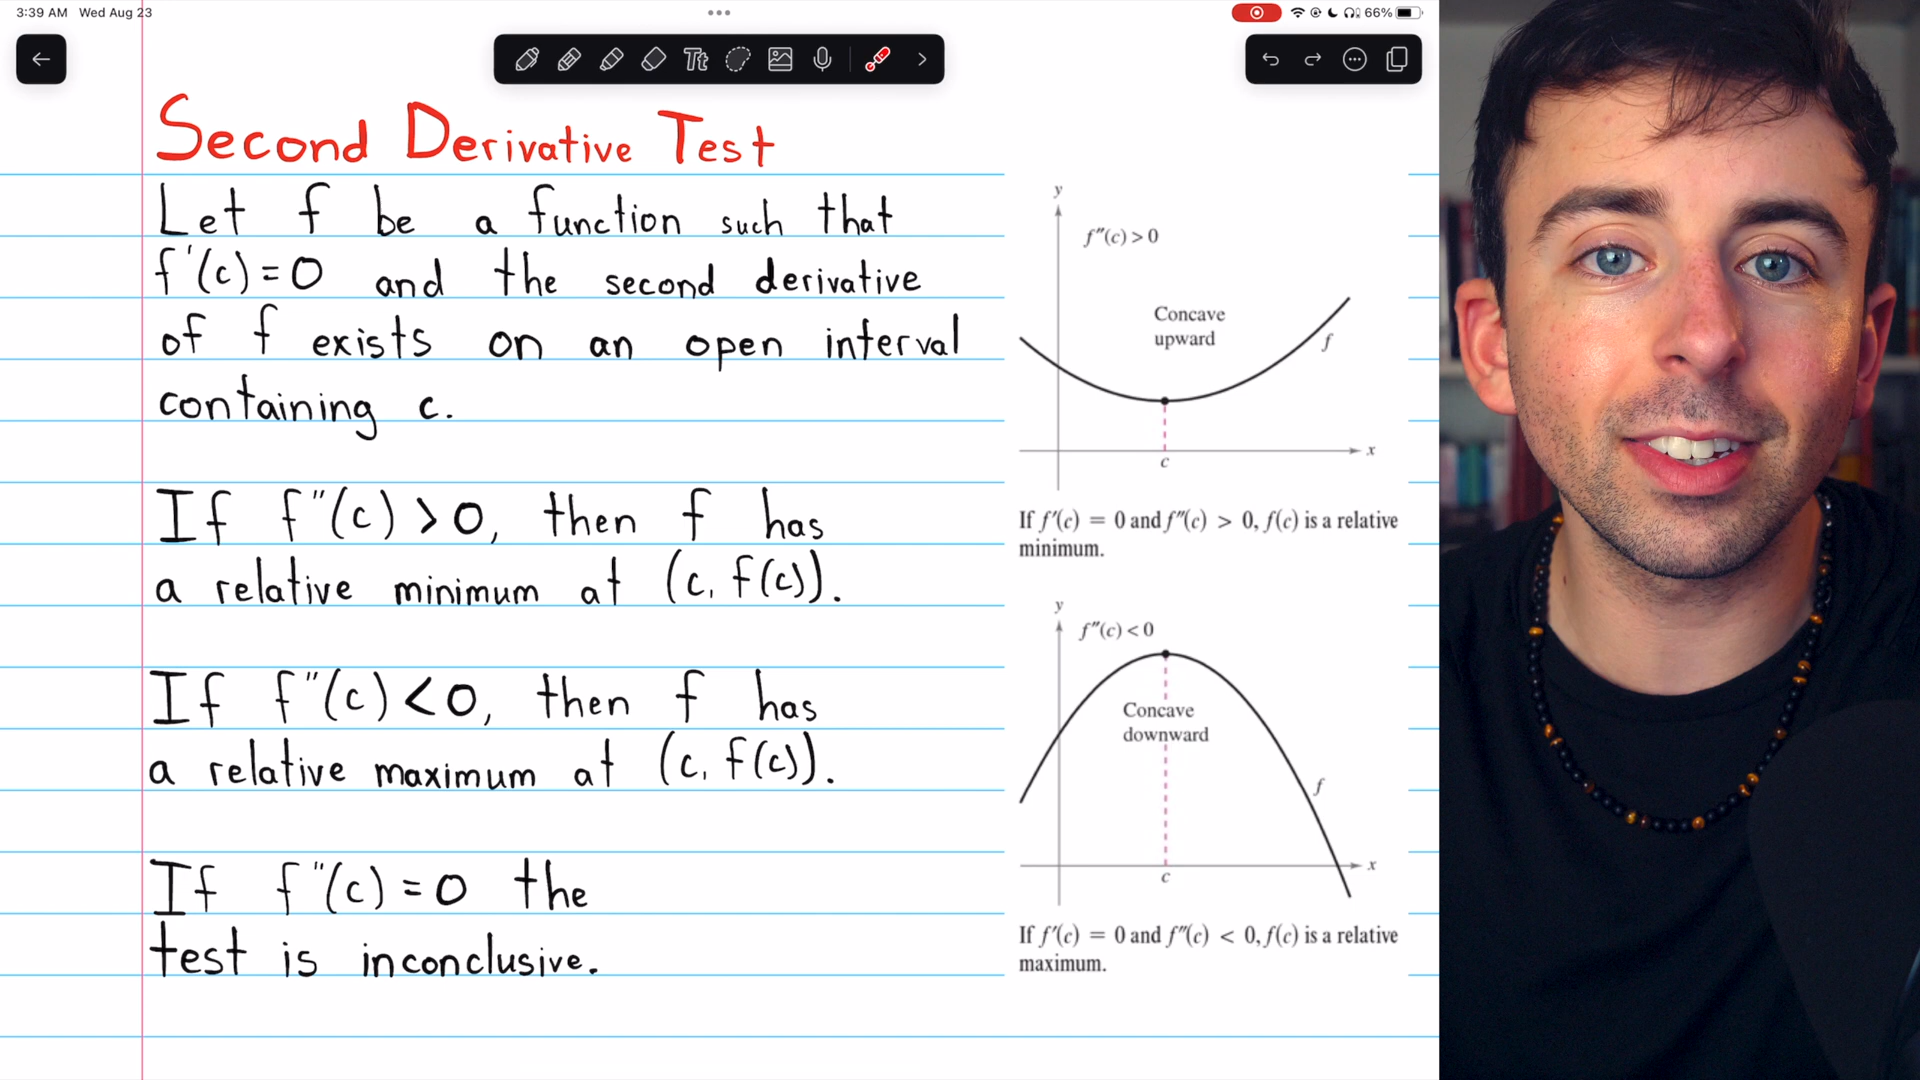 3:39 AM Wed Aug 23
66%
Tt
Second Derivative Test
Let f be a function such that
f'(c)=0 and the second derivative
of f exists on an open interval
containing c.
If f"(c)>0, then f has
a relative minimum at (c, f(c)).
If f"(c)<0, then f has
a relative maximum at (c, f(c)).
If f"(c)=0 the
test is inconclusive.
y
f″(c)>0
Concave
upward
f
x
c
If f′(c) = 0 and f″(c) > 0, f(c) is a relative
minimum.
y
f″(c)<0
Concave
downward
f
x
c
If f′(c) = 0 and f″(c) < 0, f(c) is a relative
maximum.